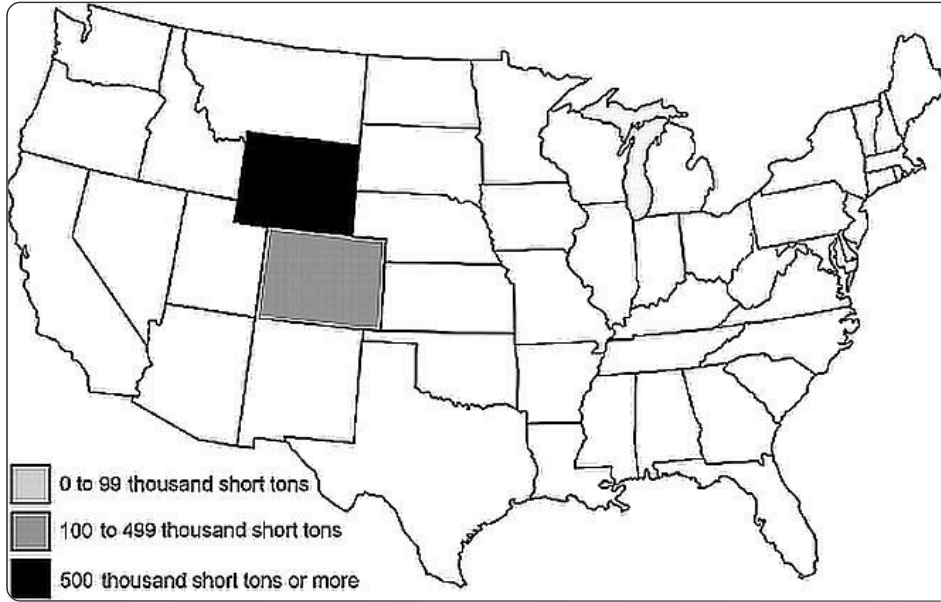 0 to 99 thousand short tons
100 to 499 thousand short tons
500 thousand short tons or more